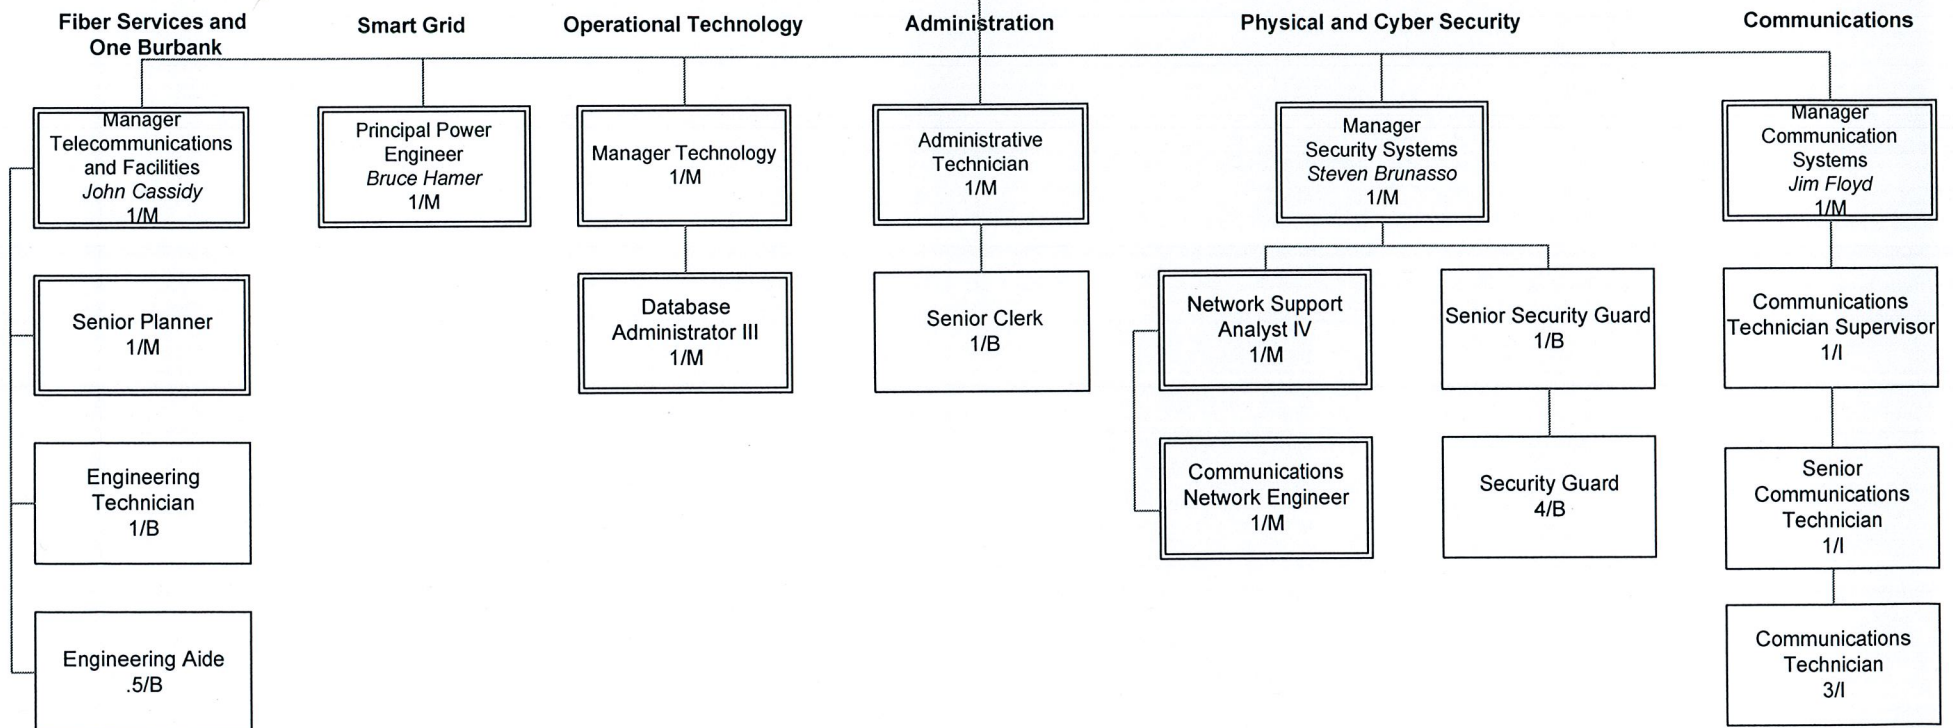 Fiber Services and
One Burbank
Smart Grid
Operational Technology
Administration
Physical and Cyber Security
Communications
Manager
Telecommunications
and Facilities
John Cassidy
1/M
Principal Power
Engineer
Bruce Hamer
1/M
Manager Technology
1/M
Administrative
Technician
1/M
Manager
Security Systems
Steven Brunasso
1/M
Manager
Communication
Systems
Jim Floyd
1/M
Senior Planner
1/M
Database
Administrator III
1/M
Senior Clerk
1/B
Network Support
Analyst IV
1/M
Senior Security Guard
1/B
Communications
Technician Supervisor
1/I
Engineering
Technician
1/B
Communications
Network Engineer
1/M
Security Guard
4/B
Senior
Communications
Technician
1/I
Engineering Aide
.5/B
Communications
Technician
3/I